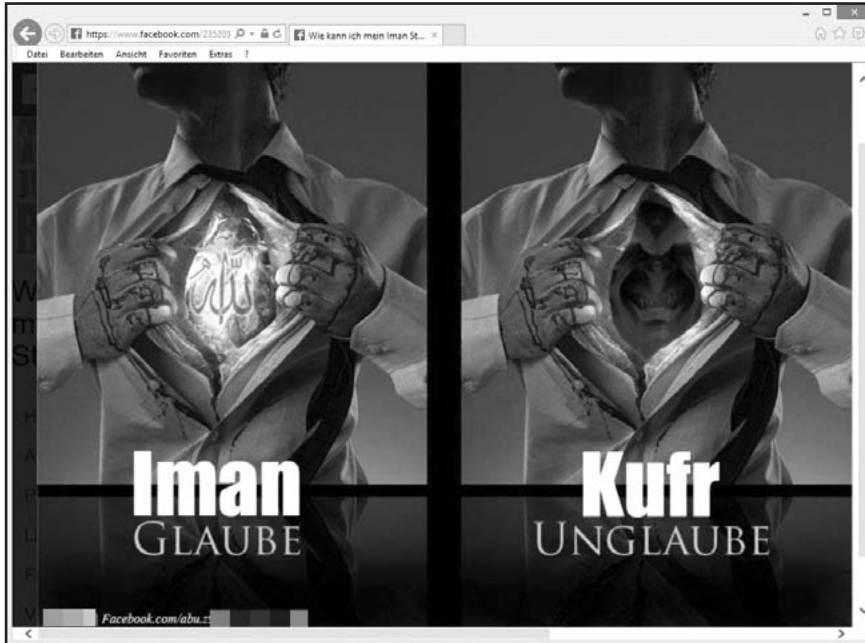 https://www.facebook.com/235203
Wie kann ich mein Iman St...
Datei Bearbeiten Ansicht Favoriten Extras ?
الله
Iman
GLAUBE
Kufr
UNGLAUBE
Facebook.com/abu.z